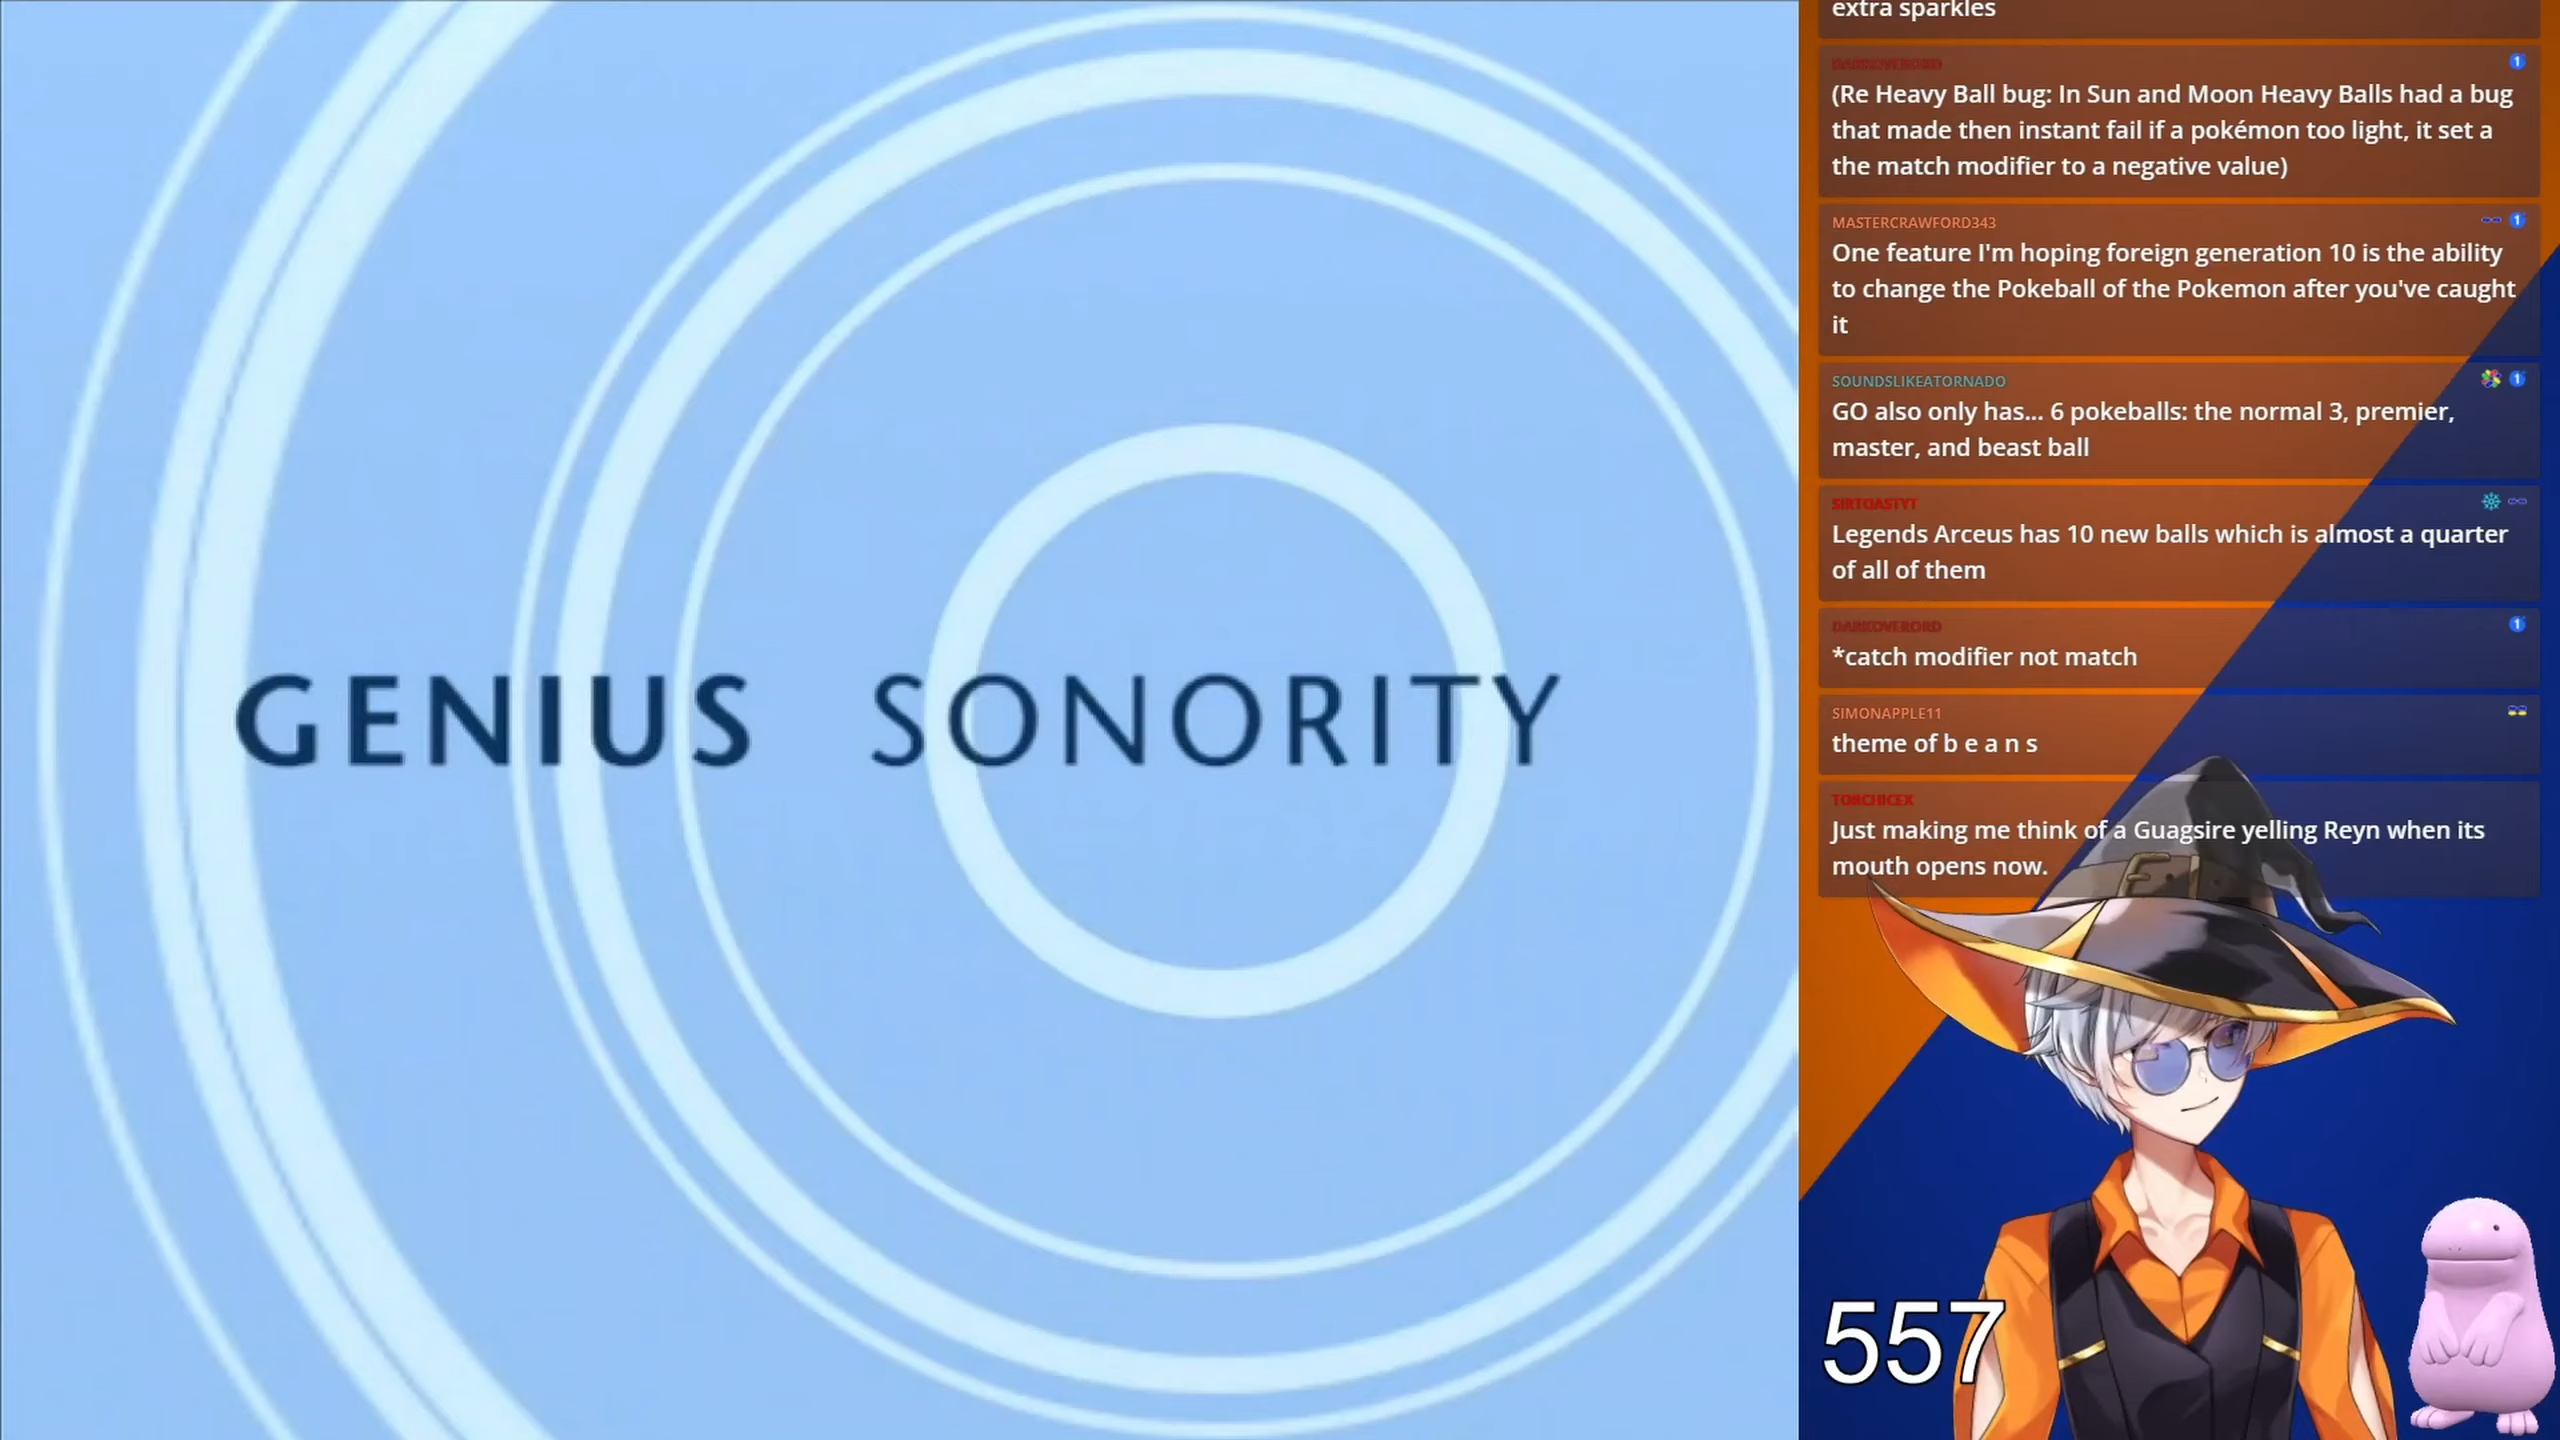 GENIUS SONORITY
extra sparkles
DARKOVERORD
(Re Heavy Ball bug: In Sun and Moon Heavy Balls had a bug
that made then instant fail if a pokémon too light, it set a
the match modifier to a negative value)
MASTERCRAWFORD343
One feature I'm hoping foreign generation 10 is the ability
to change the Pokeball of the Pokemon after you've caught
it
SOUNDSLIKEATORNADO
GO also only has... 6 pokeballs: the normal 3, premier,
master, and beast ball
SIRTOASTYT
Legends Arceus has 10 new balls which is almost a quarter
of all of them
DARKOVERORD
*catch modifier not match
SIMONAPPLE11
theme of b e a n s
TORCHICEX
Just making me think of a Guagsire yelling Reyn when its
mouth opens now.
557